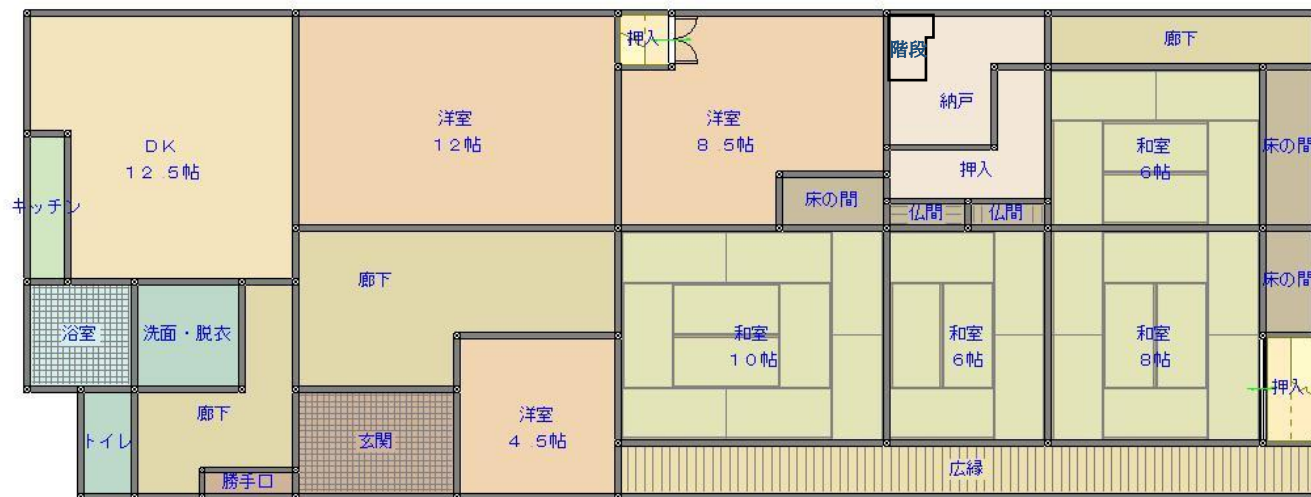 押入
階段
廊下
洋室
12帖
洋室
8.5帖
納戸
DK
12.5帖
和室
6帖
床の間
押入
キッチン
床の間
仏間
仏間
廊下
床の間
浴室
洗面・脱衣
和室
10帖
和室
6帖
和室
8帖
押入
トイレ
廊下
玄関
洋室
4.5帖
勝手口
広縁